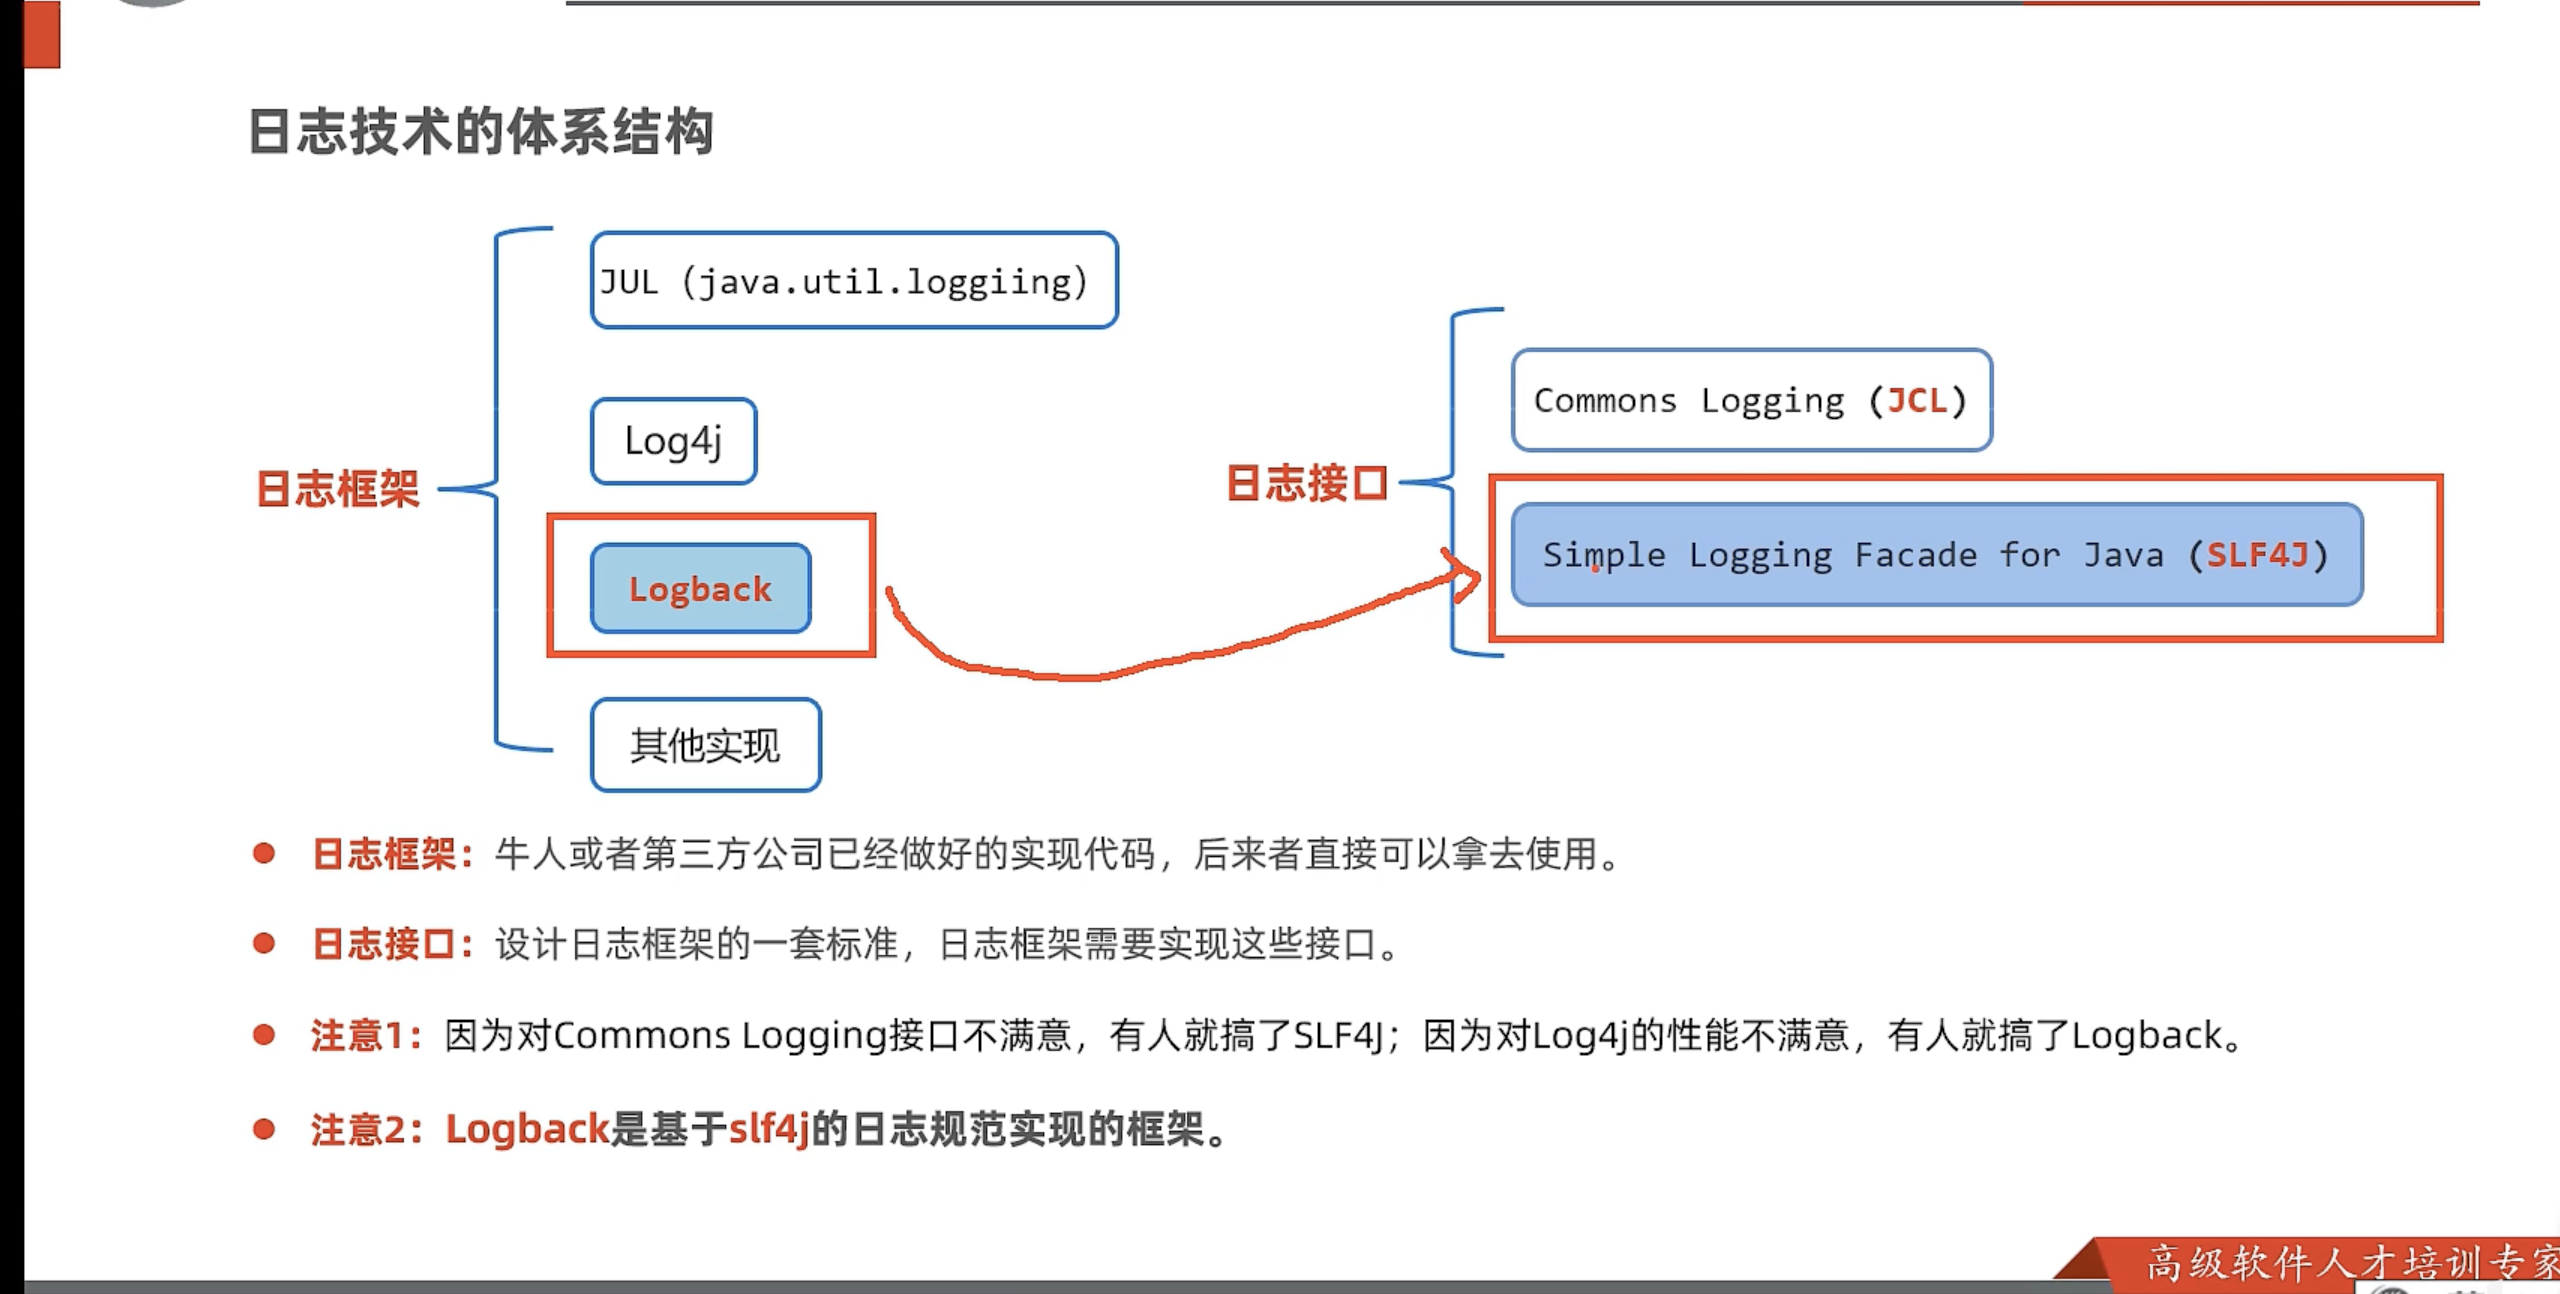 日志技术的体系结构
JUL (java.util.loggiing)
Log4j
日志框架
Logback
其他实现
Commons Logging (JCL)
日志接口
Simple Logging Facade for Java (SLF4J)
日志框架：牛人或者第三方公司已经做好的实现代码，后来者直接可以拿去使用。
日志接口：设计日志框架的一套标准，日志框架需要实现这些接口。
注意1：因为对Commons Logging接口不满意，有人就搞了SLF4J；因为对Log4j的性能不满意，有人就搞了Logback。
注意2：Logback是基于slf4j的日志规范实现的框架。
高级软件人才培训专家